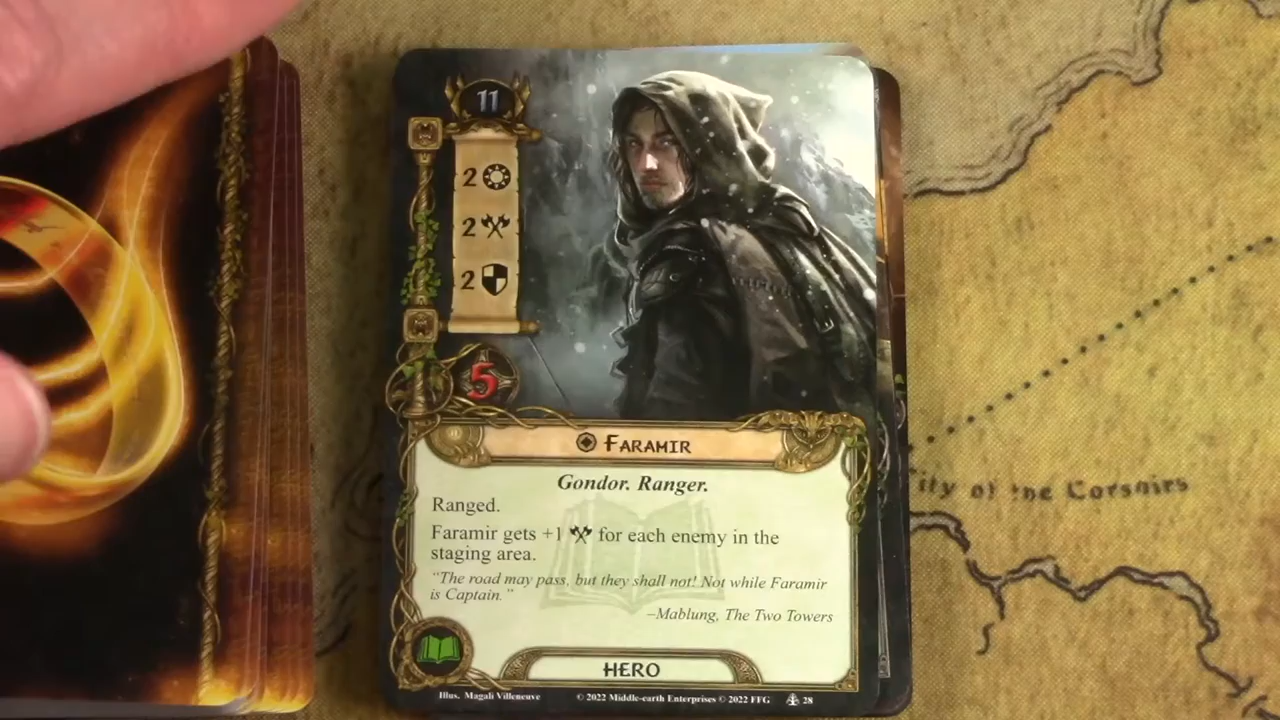 11
2
2
2
5
FARAMIR
Gondor. Ranger.
Ranged.
Faramir gets +1 for each enemy in the
staging area.
"The road may pass, but they shall not! Not while Faramir
is Captain."
–Mablung, The Two Towers
HERO
Illus. Magali Villeneuve © 2022 Middle-earth Enterprises © 2022 FFG 28
ity of the Corsairs